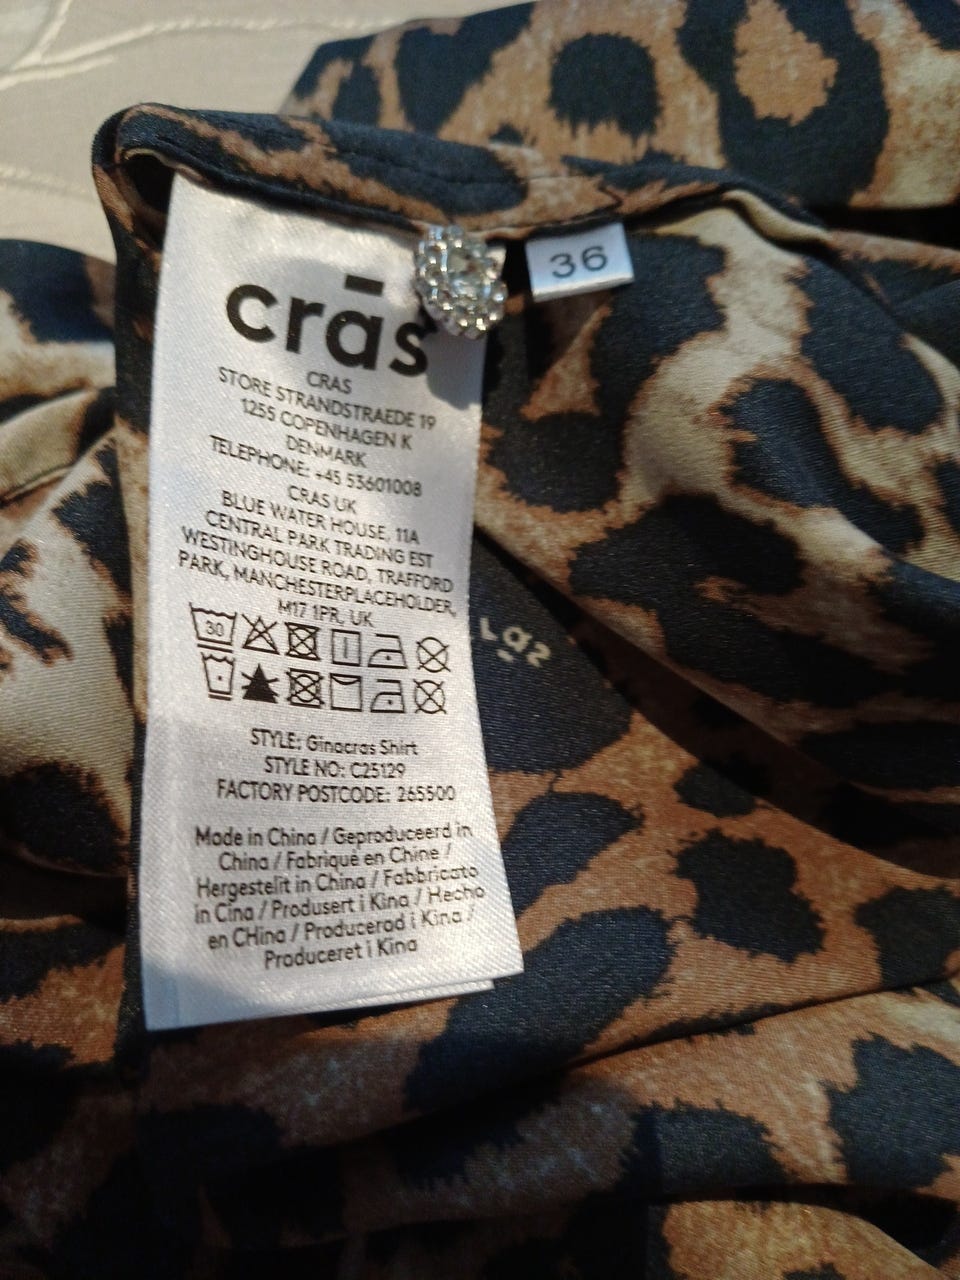 crās
36
CRAS
STORE STRANDSTRAEDE 19
1255 COPENHAGEN K
DENMARK
TELEPHONE: +45 53601008
CRAS UK
BLUE WATER HOUSE, 11A
CENTRAL PARK TRADING EST
WESTINGHOUSE ROAD, TRAFFORD
PARK, MANCHESTERPLACEHOLDER,
M17 1PR, UK
30
STYLE: Ginacras Shirt
STYLE NO: C25129
FACTORY POSTCODE: 265500
Made in China / Geproduceerd in
China / Fabriqué en Chine /
Hergestelit in China / Fabbricato
in Cina / Produsert i Kina / Hecho
en CHina / Producerad i Kina /
Produceret i Kina